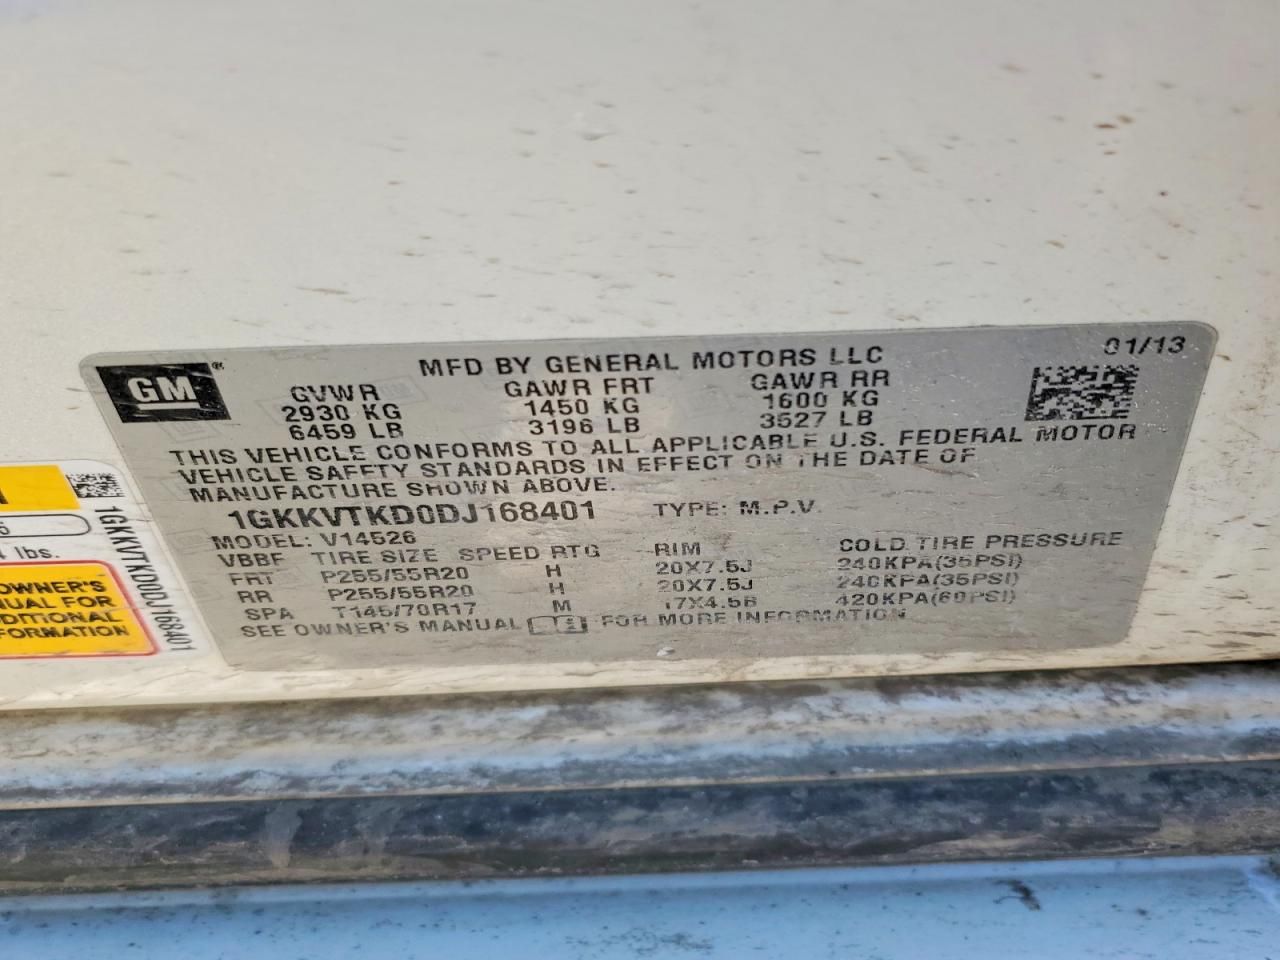 GM®
MFD BY GENERAL MOTORS LLC
01/13
GVWR GAWR FRT GAWR RR
2930 KG 1450 KG 1600 KG
6459 LB 3196 LB 3527 LB
THIS VEHICLE CONFORMS TO ALL APPLICABLE U.S. FEDERAL MOTOR
VEHICLE SAFETY STANDARDS IN EFFECT ON THE DATE OF
MANUFACTURE SHOWN ABOVE.
1GKKVTKD0DJ168401 TYPE: M.P.V.
MODEL: V14526
VBBF TIRE SIZE SPEED RTG RIM COLD TIRE PRESSURE
FRT P255/55R20 H 20X7.5J 240KPA(35PSI)
RR P255/55R20 H 20X7.5J 240KPA(35PSI)
SPA T145/70R17 M 17X4.5B 420KPA(60PSI)
SEE OWNER'S MANUAL FOR MORE INFORMATION
lbs.
OWNER'S
FOR
1GKKVTKD0DJ168401